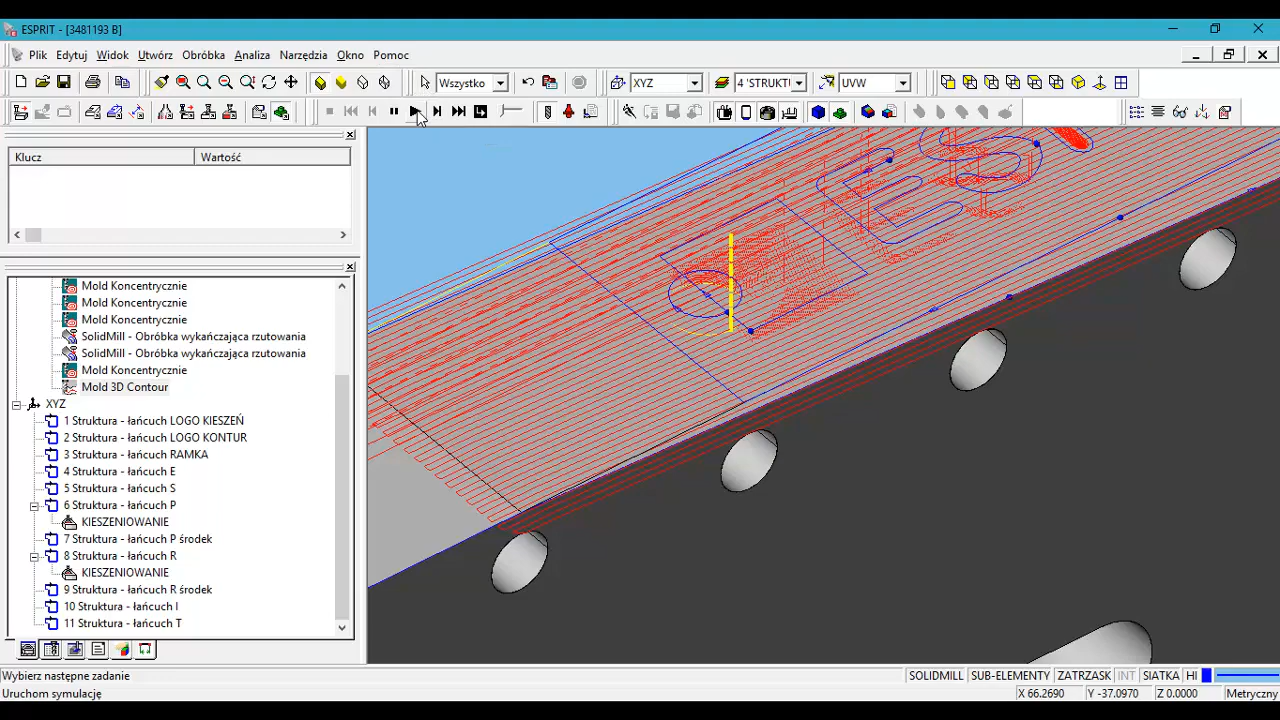 ESPRIT - [3481193 B]
Plik Edytuj Widok Utwórz Obróbka Analiza Narzędzia Okno Pomoc
Wszystko XYZ 4 'STRUKTU UVW
Klucz Wartość
Mold Koncentrycznie
Mold Koncentrycznie
Mold Koncentrycznie
SolidMill - Obróbka wykańczająca rzutowania
SolidMill - Obróbka wykańczająca rzutowania
Mold Koncentrycznie
Mold 3D Contour
XYZ
1 Struktura - łańcuch LOGO KIESZEŃ
2 Struktura - łańcuch LOGO KONTUR
3 Struktura - łańcuch RAMKA
4 Struktura - łańcuch E
5 Struktura - łańcuch S
6 Struktura - łańcuch P
KIESZENIOWANIE
7 Struktura - łańcuch P środek
8 Struktura - łańcuch R
KIESZENIOWANIE
9 Struktura - łańcuch R środek
10 Struktura - łańcuch I
11 Struktura - łańcuch T
Wybierz następne zadanie SOLIDMILL SUB-ELEMENTY ZATRZASK INT SIATKA HI
Uruchom symulację X 66.2690 Y -37.0970 Z 0.0000 Metryczny